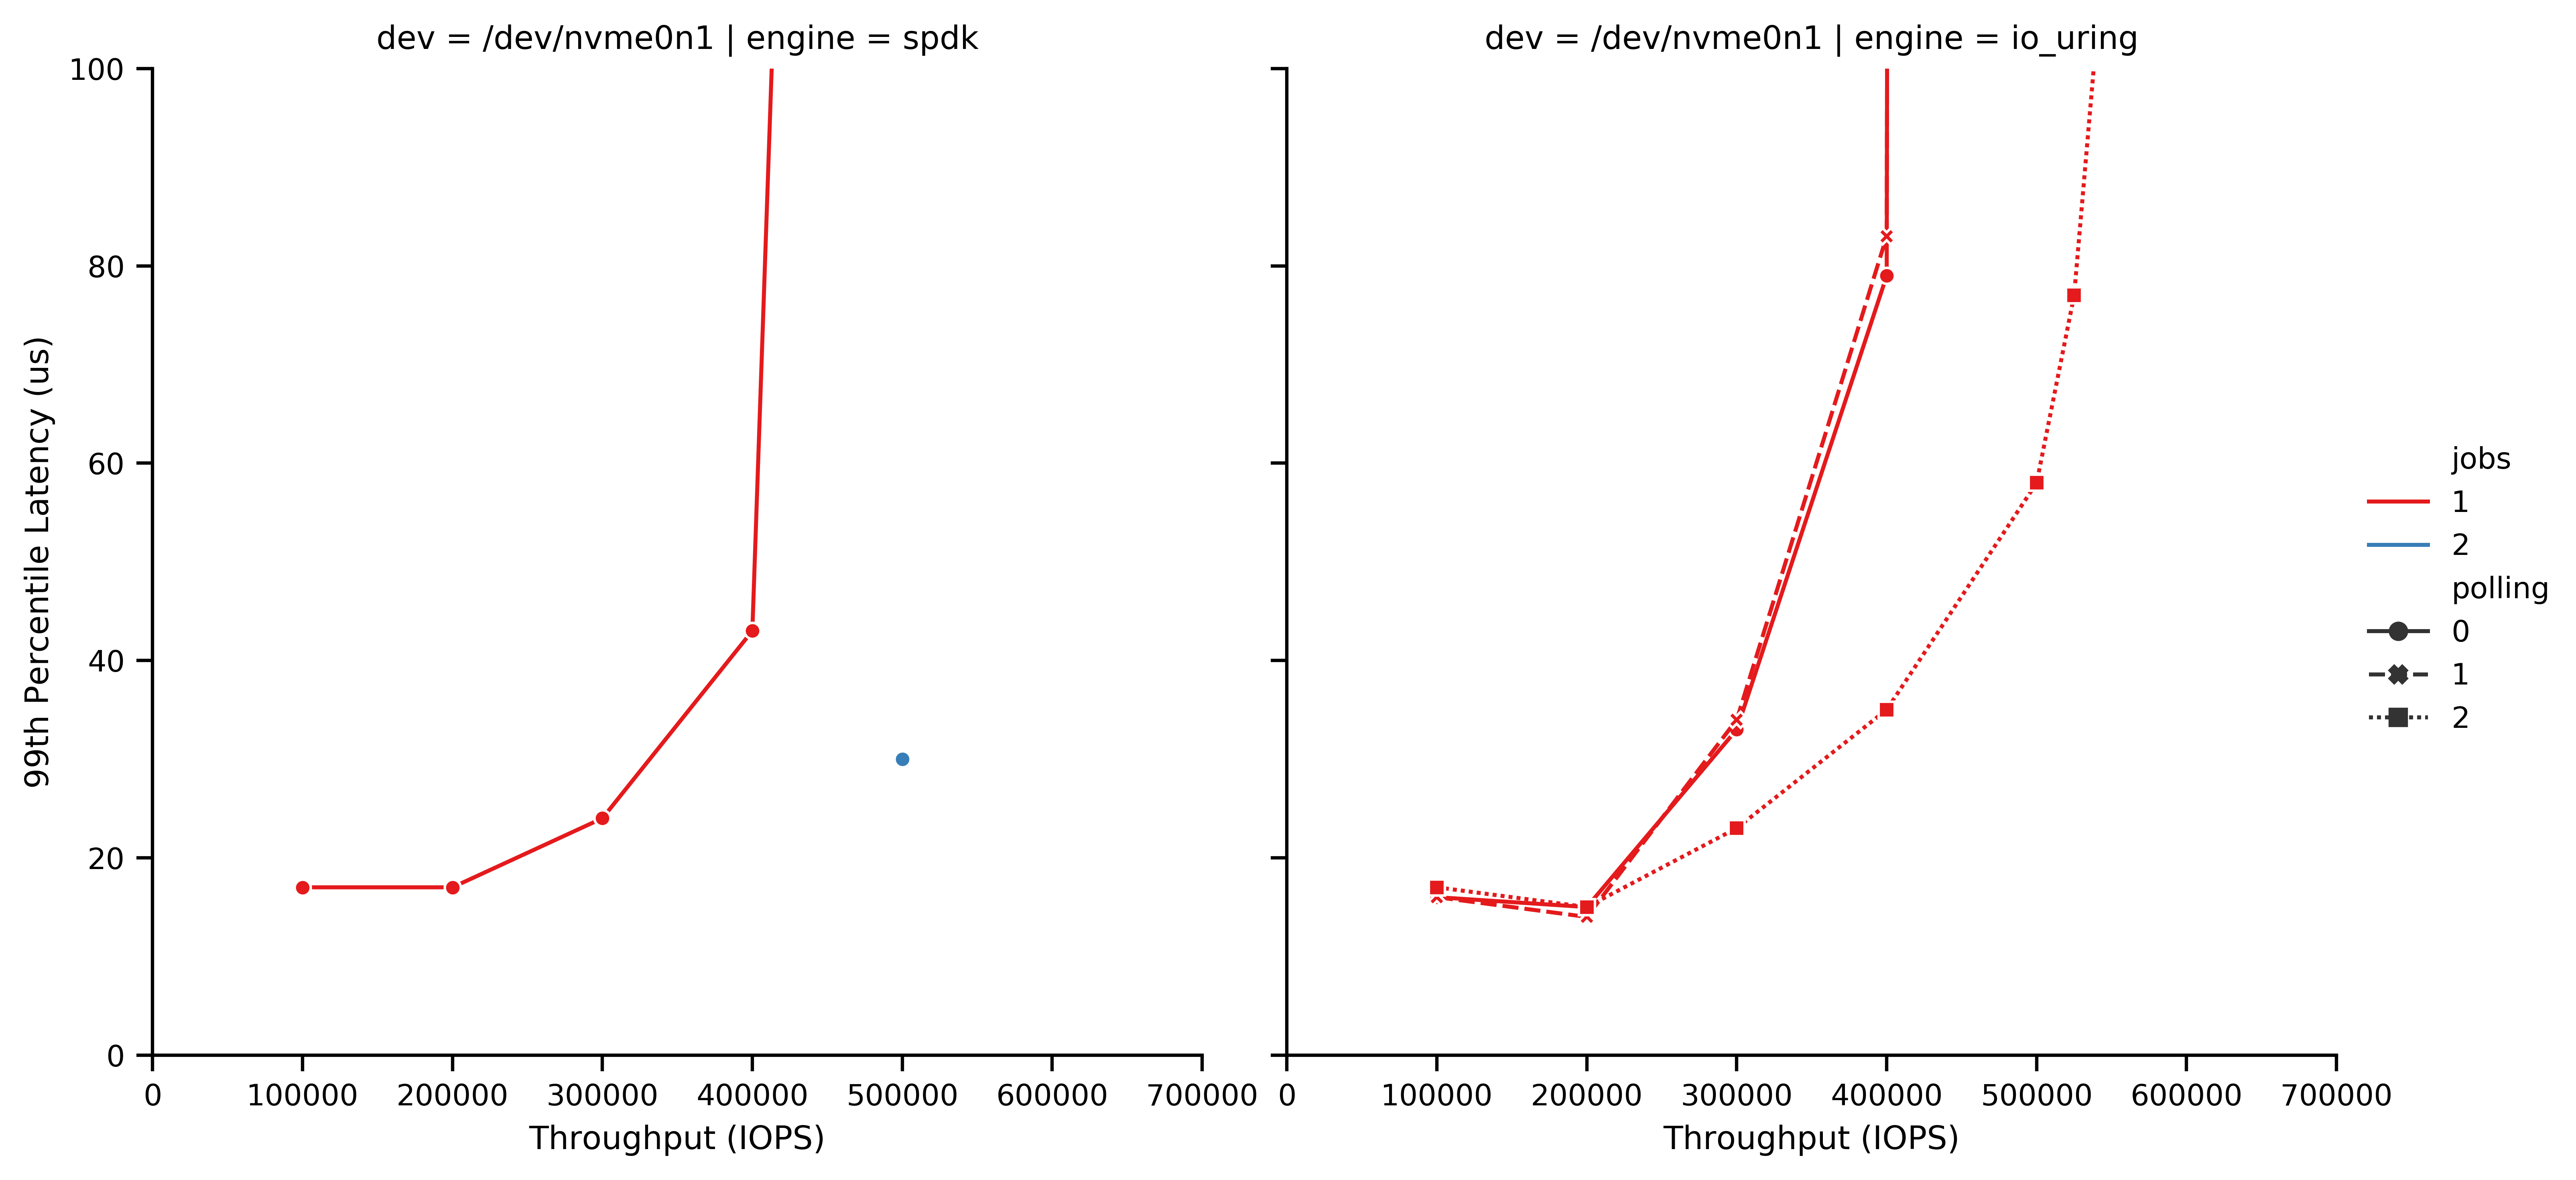 dev = /dev/nvme0n1 | engine = spdk
dev = /dev/nvme0n1 | engine = io_uring
99th Percentile Latency (us)
100
80
60
40
20
0
0 100000 200000 300000 400000 500000 600000 700000
Throughput (IOPS)
0 100000 200000 300000 400000 500000 600000 700000
Throughput (IOPS)
jobs
1
2
polling
0
1
2